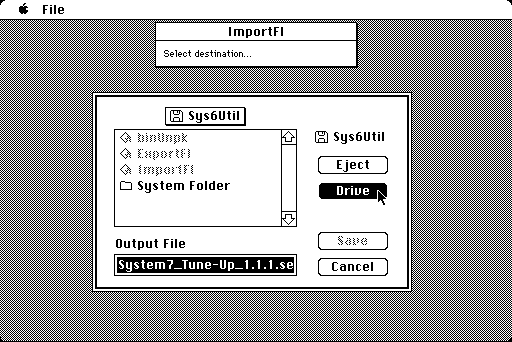 File
ImportFl
Select destination...
Sys6Util
binUnpk
ExportFl
ImportFl
System Folder
Sys6Util
Eject
Drive
Output File
Save
System7_Tune-Up_1.1.1.se
Cancel